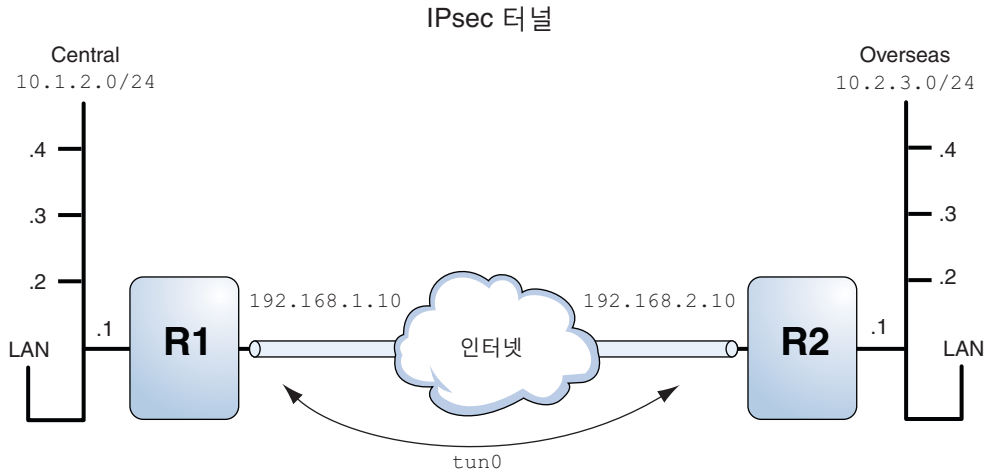 IPsec 터널
Central
10.1.2.0/24
Overseas
10.2.3.0/24
.4
.4
.3
.3
.2
.2
192.168.1.10
192.168.2.10
.1
R1
인터넷
R2
.1
LAN
LAN
tun0